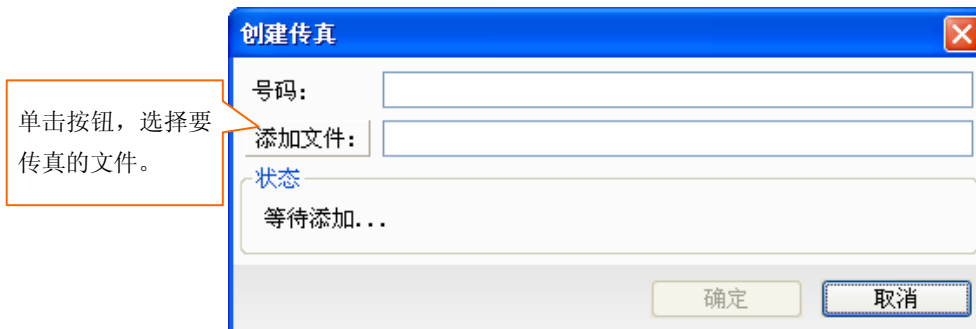 创建传真
号码：
单击按钮，选择要
传真的文件。
添加文件：
状态
等待添加...
确定
取消